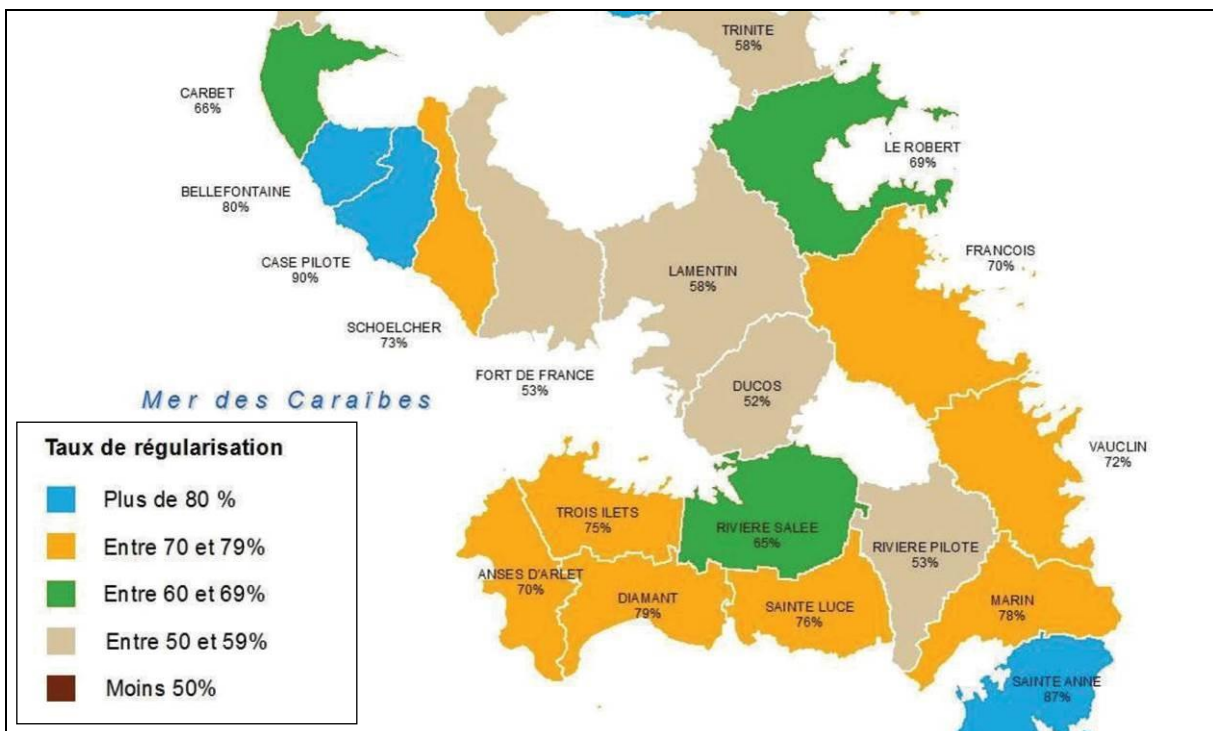 TRINITE
58%
CARBET
66%
LE ROBERT
69%
BELLEFONTAINE
80%
FRANCOIS
70%
CASE PILOTE
90%
LAMENTIN
58%
SCHOELCHER
73%
FORT DE FRANCE
53%
DUCOS
52%
Mer des Caraïbes
VAUCLIN
72%
TROIS ILETS
75%
RIVIERE SALEE
65%
RIVIERE PILOTE
53%
ANSES D'ARLET
70%
DIAMANT
79%
SAINTE LUCE
76%
MARIN
78%
SAINTE ANNE
87%
Taux de régularisation
Plus de 80 %
Entre 70 et 79%
Entre 60 et 69%
Entre 50 et 59%
Moins 50%